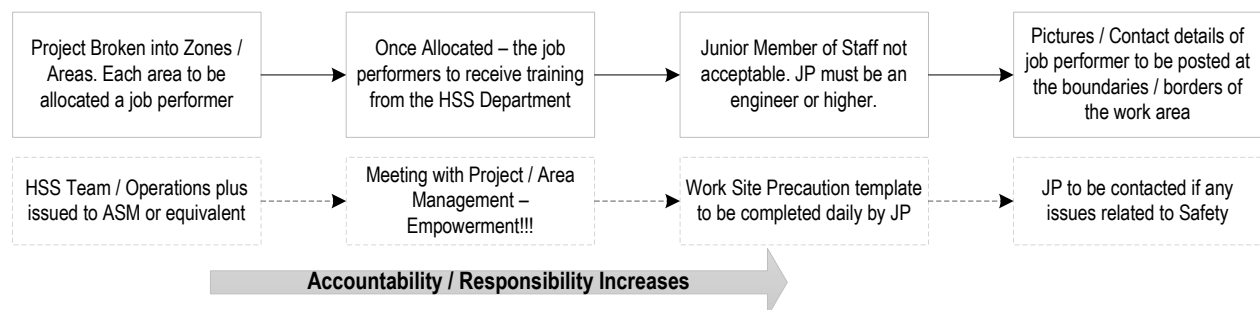 Project Broken into Zones /
Areas. Each area to be
allocated a job performer
Once Allocated – the job
performers to receive training
from the HSS Department
Junior Member of Staff not
acceptable. JP must be an
engineer or higher.
Pictures / Contact details of
job performer to be posted at
the boundaries / borders of
the work area
HSS Team / Operations plus
issued to ASM or equivalent
Meeting with Project / Area
Management –
Empowerment!!!
Work Site Precaution template
to be completed daily by JP
JP to be contacted if any
issues related to Safety
Accountability / Responsibility Increases